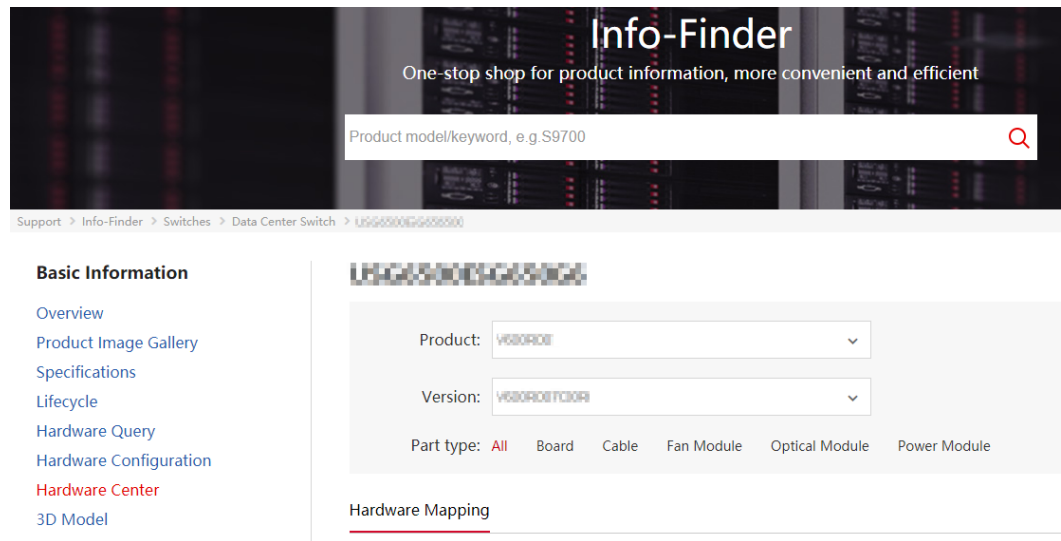 Info-Finder
One-stop shop for product information, more convenient and efficient
Product model/keyword, e.g.S9700
Support > Info-Finder > Switches > Data Center Switch >
Basic Information
Overview
Product Image Gallery
Specifications
Lifecycle
Hardware Query
Hardware Configuration
Hardware Center
3D Model
Product:
Version:
Part type: All Board Cable Fan Module Optical Module Power Module
Hardware Mapping